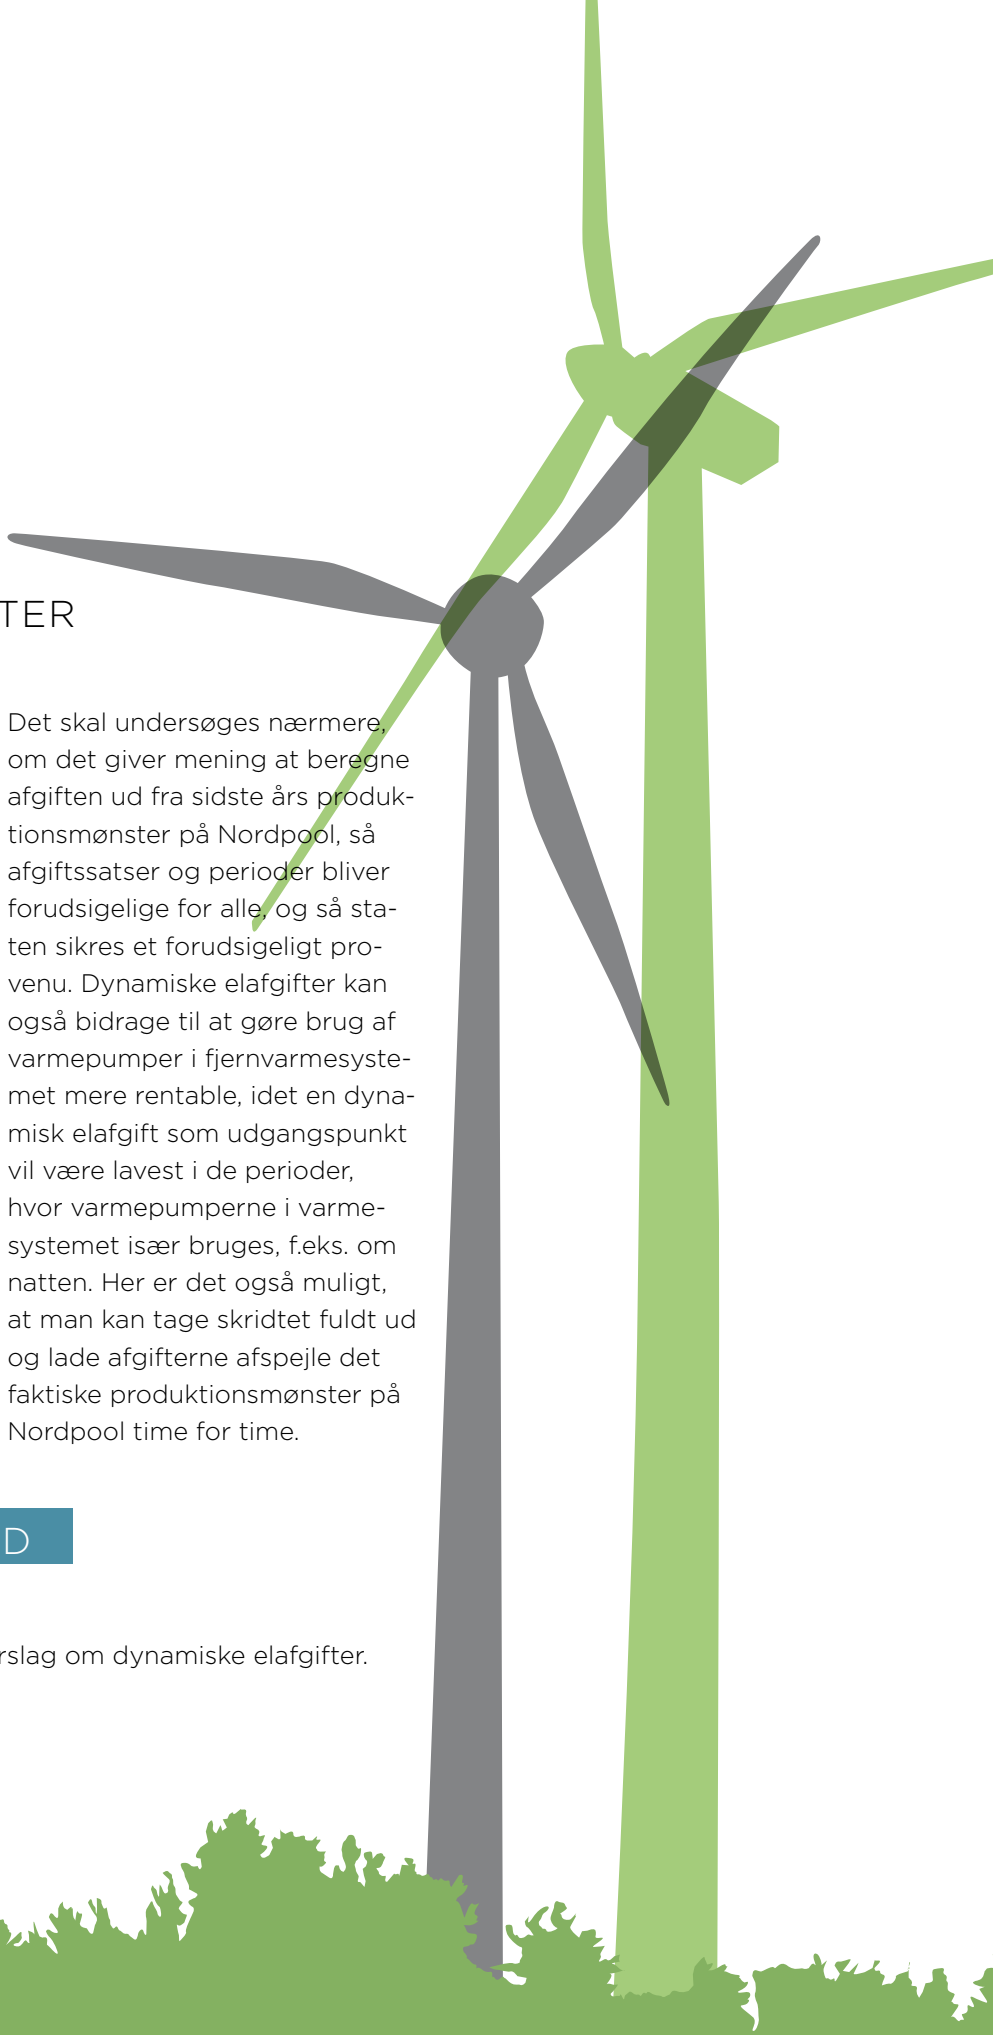 TER
Det skal undersøges nærmere,
om det giver mening at beregne
afgiften ud fra sidste års produk-
tionsmønster på Nordpool, så
afgiftssatser og perioder bliver
forudsigelige for alle, og så sta-
ten sikres et forudsigeligt pro-
venu. Dynamiske elafgifter kan
også bidrage til at gøre brug af
varmepumper i fjernvarmesyste-
met mere rentable, idet en dyna-
misk elafgift som udgangspunkt
vil være lavest i de perioder,
hvor varmepumperne i varme-
systemet især bruges, f.eks. om
natten. Her er det også muligt,
at man kan tage skridtet fuldt ud
og lade afgifterne afspejle det
faktiske produktionsmønster på
Nordpool time for time.
D
rslag om dynamiske elafgifter.